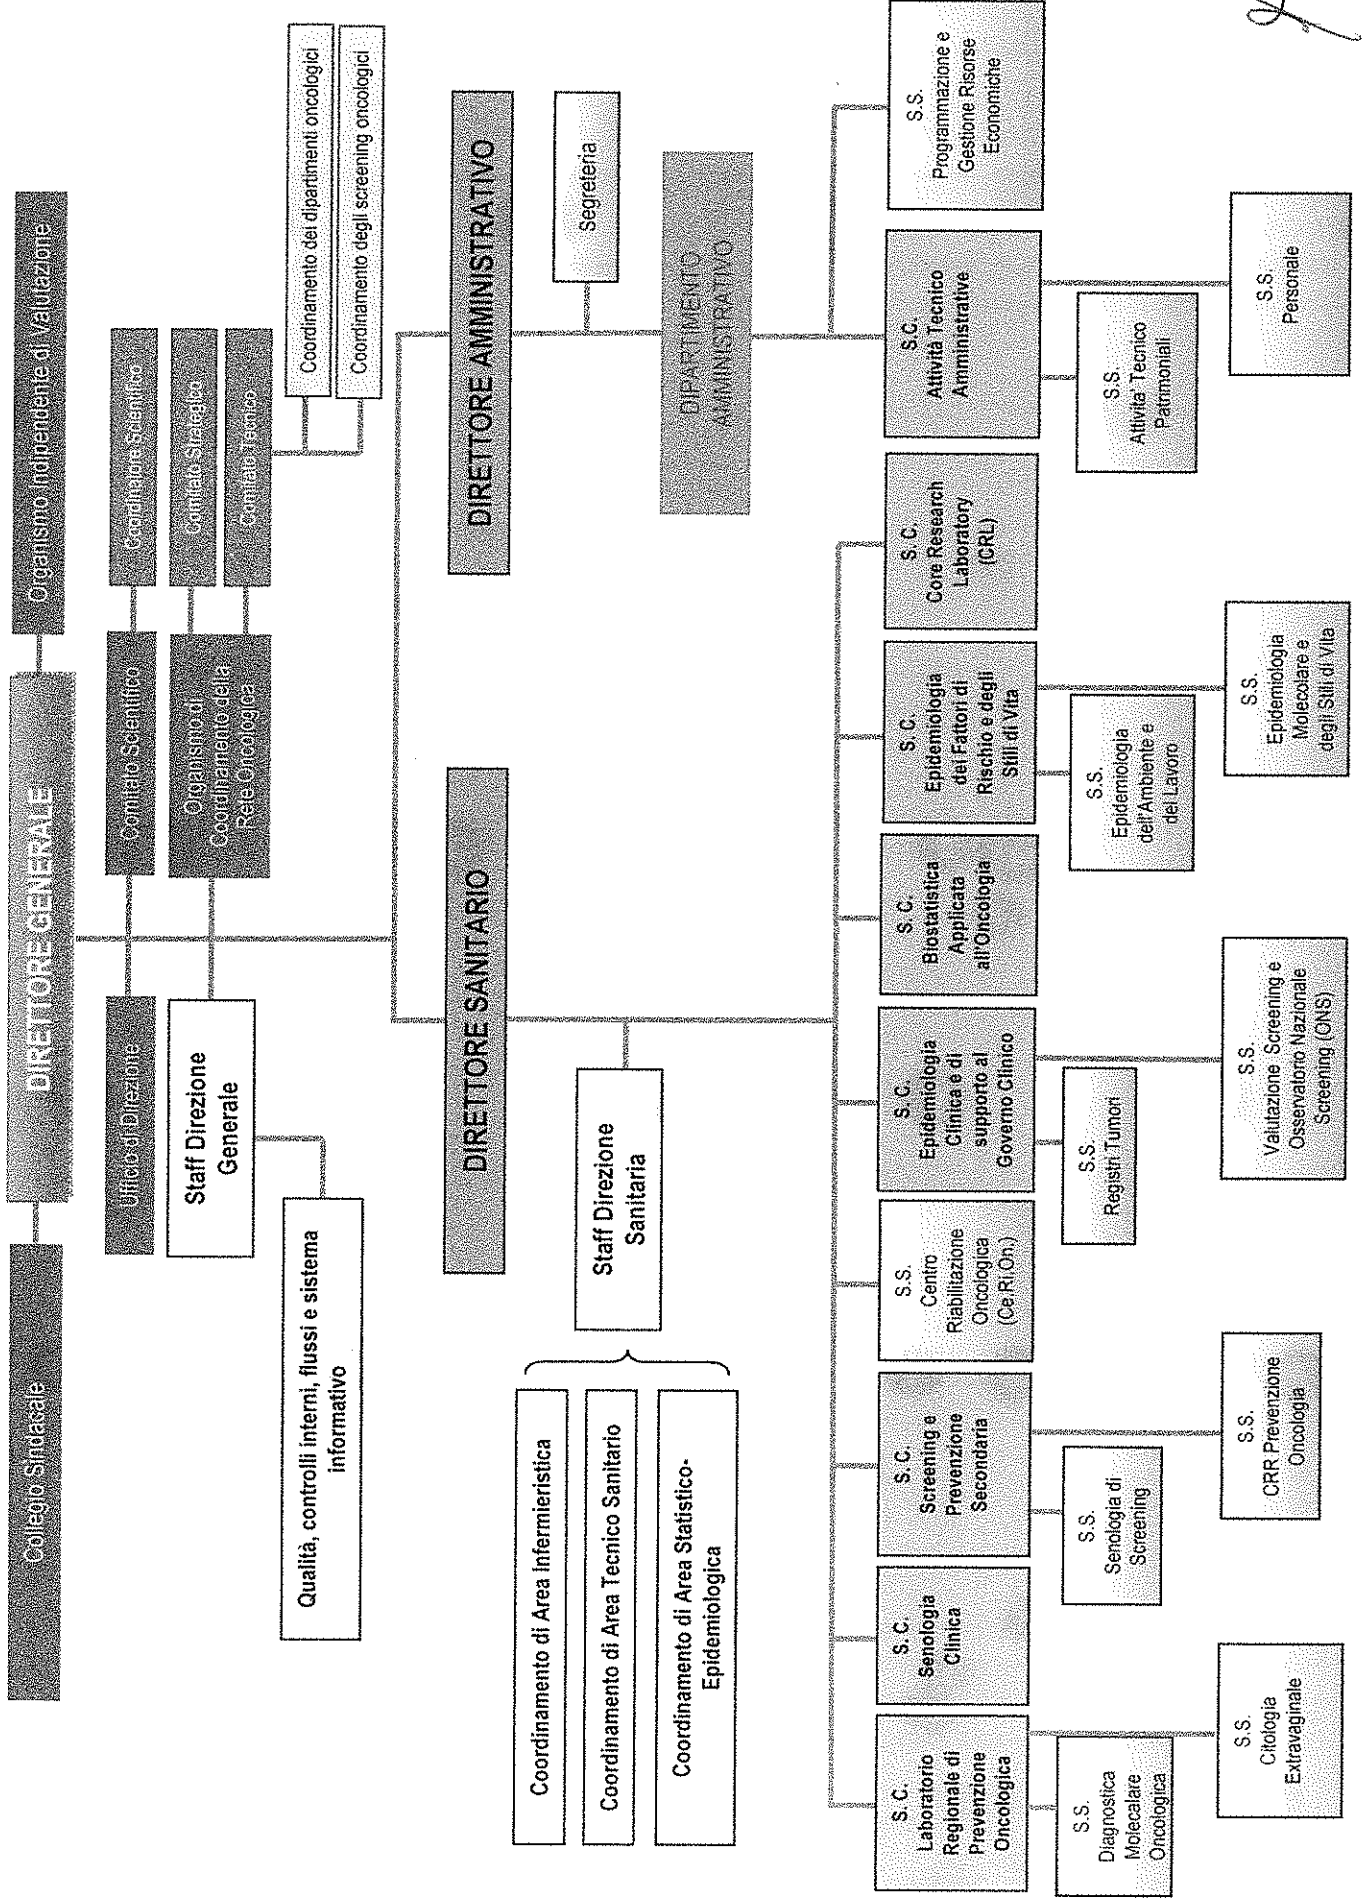 Collegio Sindacale
DIRETTORE GENERALE
Organismo Indipendente di Valutazione
Ufficio di Direzione
Comitato Scientifico
Coordinatore Scientifico
Staff Direzione
Generale
Organismo di
Coordinamento della
Rete Oncologica
Comitato Strategico
Comitato Tecnico
Coordinamento dei dipartimenti oncologici
Coordinamento degli screening oncologici
Qualità, controlli interni, flussi e sistema
informativo
DIRETTORE SANITARIO
DIRETTORE AMMINISTRATIVO
Staff Direzione
Sanitaria
Segreteria
Coordinamento di Area Infermieristica
Coordinamento di Area Tecnico Sanitario
Coordinamento di Area Statistico-
Epidemiologica
DIPARTIMENTO
AMMINISTRATIVO
S. C.
Laboratorio
Regionale di
Prevenzione
Oncologica
S. C.
Senologia
Clinica
S. C.
Screening e
Prevenzione
Secondaria
S.S.
Centro
Riabilitazione
Oncologica
(Ce.Ri.On.)
S. C.
Epidemiologia
Clinica e di
supporto al
Governo Clinico
S. C.
Biostatistica
Applicata
all'Oncologia
S. C.
Epidemiologia
dei Fattori di
Rischio e degli
Stili di Vita
S. C.
Core Research
Laboratory
(CRL)
S.C.
Attività Tecnico
Amministrative
S.S.
Programmazione e
Gestione Risorse
Economiche
S.S.
Diagnostica
Molecalare
Oncologica
S.S.
Citologia
Extravaginale
S.S.
Senologia di
Screening
S.S.
CRR Prevenzione
Oncologia
S.S.
Registri Tumori
S.S.
Valutazione Screening e
Osservatorio Nazionale
Screening (ONS)
S.S.
Epidemiologia
dell'Ambiente e
del Lavoro
S.S.
Epidemiologia
Molecolare e
degli Stili di Vita
S.S.
Attività Tecnico
Patrimoniali
S.S.
Personale